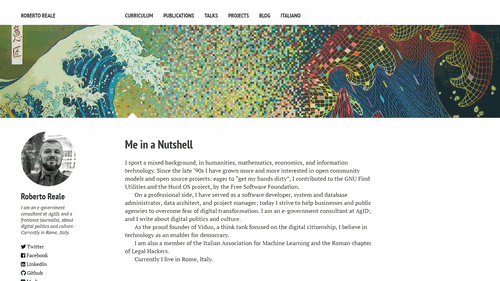 ROBERTO REALE
CURRICULUM PUBLICATIONS TALKS PROJECTS BLOG ITALIANO
Me in a Nutshell
I sport a mixed background, in humanities, mathematics, economics, and information
technology. Since the late '90s I have grown more and more interested in open community
models and open source projects: eages to "get my hands dirty", I contributed to the GNU Find
Utilities and the Hurd OS project, by the Free Software Foundation.
On a professional side, I have served as a software developer, system and database
administrator, data architect, and project manager; today I strive to help businesses and public
agencies to overcome fear of digital transformation. I am an e-government consultant at AgID;
and I write about digital politics and culture.
As the proud founder of Viduo, a think tank focused on the digital citizenship, I believe in
technology as an enabler for democracy.
I am also a member of the Italian Association for Machine Learning and the Roman chapter
of Legal Hackers.
Currently I live in Rome, Italy.
Roberto Reale
I am an e-government
consultant at AgID, and a
freelance journalist, about
digital politics and culture.
Currently in Rome, Italy.
Twitter
Facebook
LinkedIn
Github